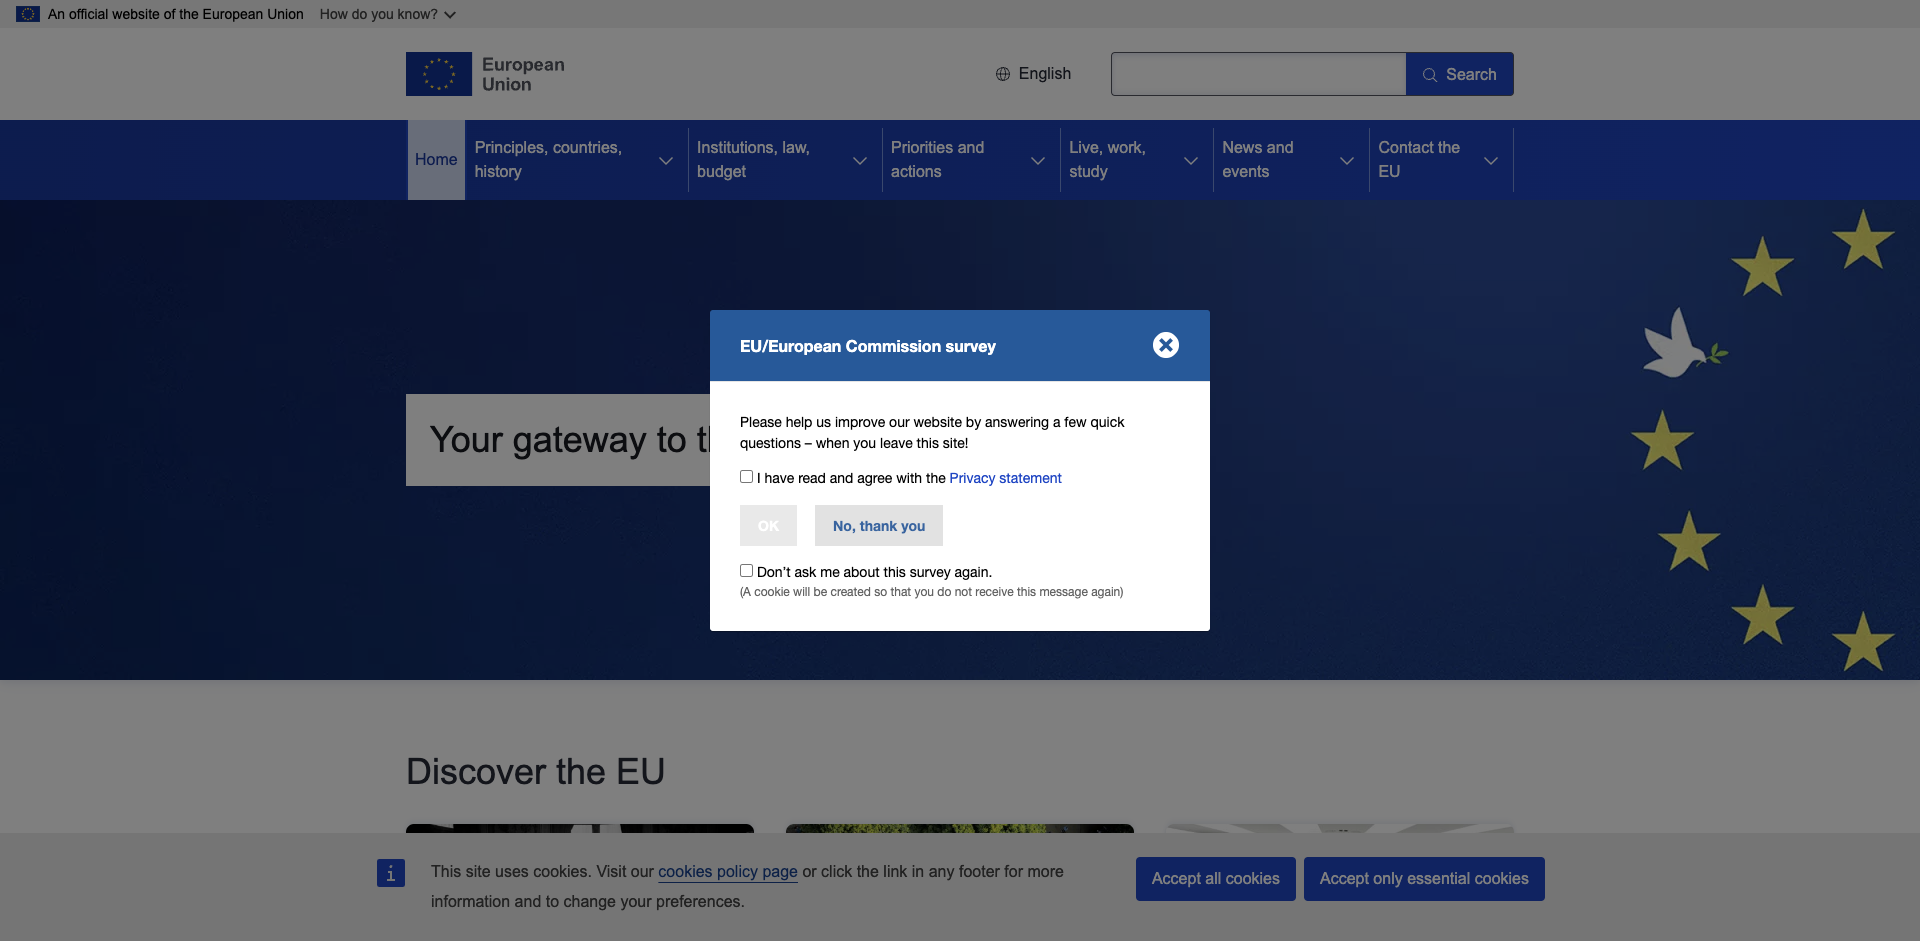 An official website of the European Union How do you know?
European
Union
English
Search
Home
Principles, countries,
history
Institutions, law,
budget
Priorities and
actions
Live, work,
study
News and
events
Contact the
EU
Your gateway to t
EU/European Commission survey
Please help us improve our website by answering a few quick
questions – when you leave this site!
I have read and agree with the Privacy statement
OK
No, thank you
Don’t ask me about this survey again.
(A cookie will be created so that you do not receive this message again)
Discover the EU
This site uses cookies. Visit our cookies policy page or click the link in any footer for more
information and to change your preferences.
Accept all cookies
Accept only essential cookies